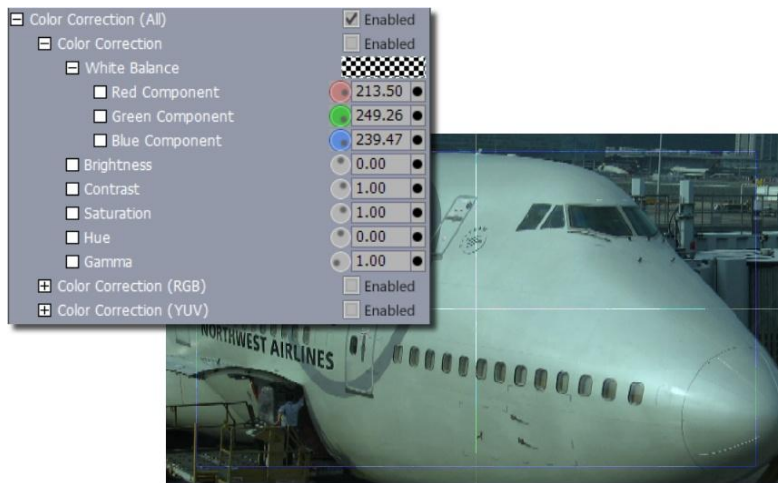 Color Correction (All) Enabled
Color Correction Enabled
White Balance
Red Component 213.50
Green Component 249.26
Blue Component 239.47
Brightness 0.00
Contrast 1.00
Saturation 1.00
Hue 0.00
Gamma 1.00
Color Correction (RGB) Enabled
Color Correction (YUV) Enabled
NORTHWEST AIRLINES